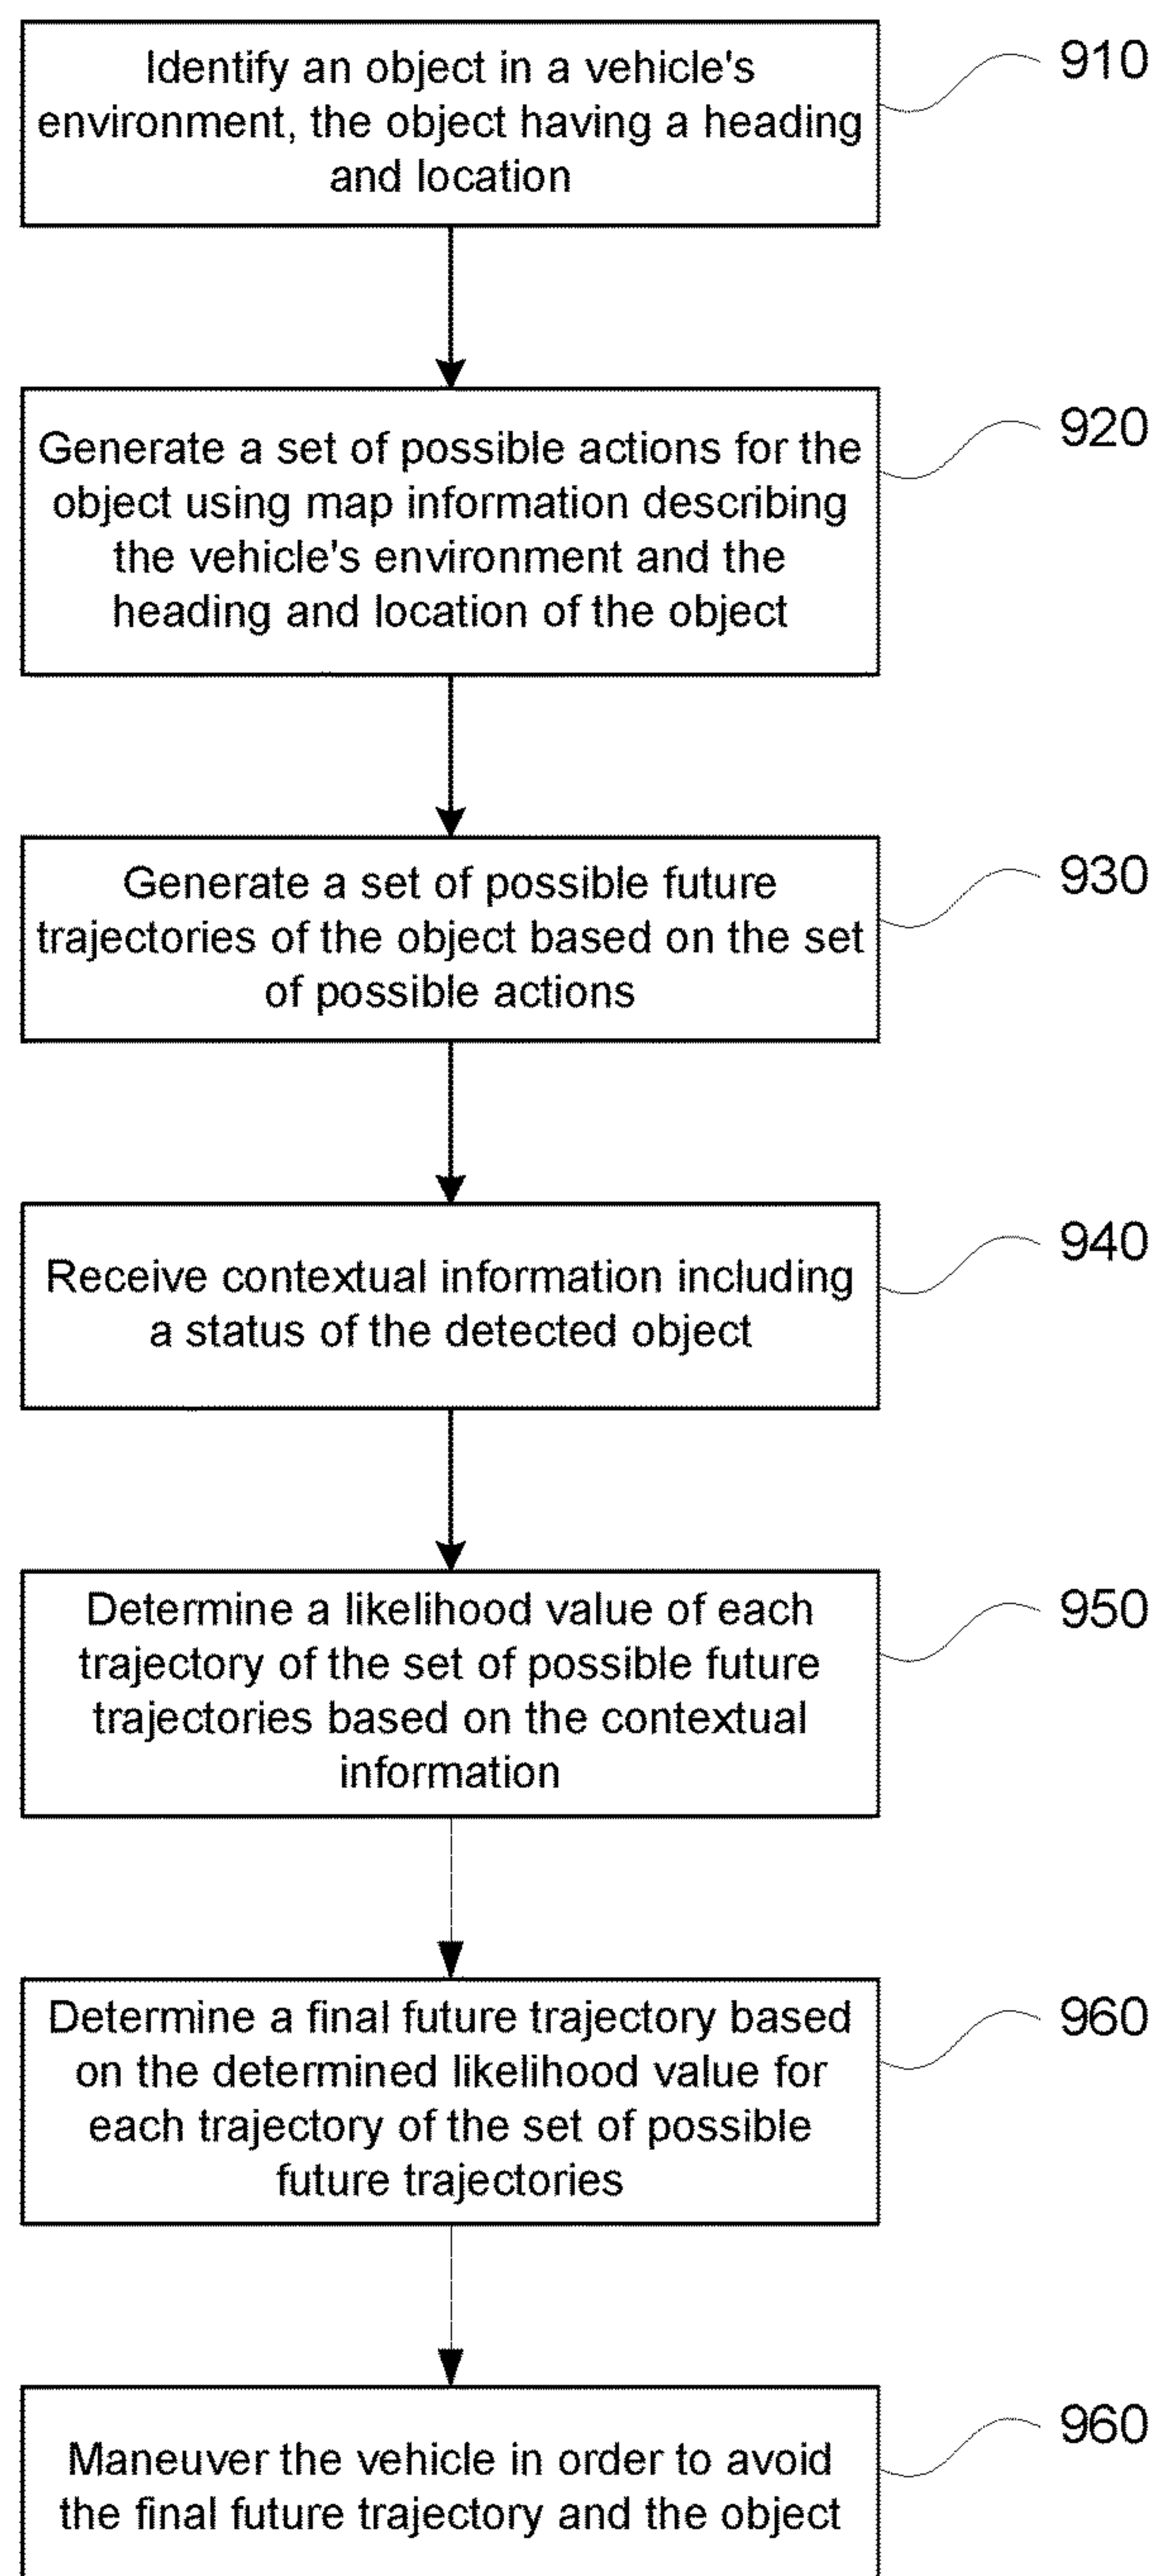 Identify an object in a vehicle's
environment, the object having a heading
and location
910
Generate a set of possible actions for the
object using map information describing
the vehicle's environment and the
heading and location of the object
920
Generate a set of possible future
trajectories of the object based on the set
of possible actions
930
Receive contextual information including
a status of the detected object
940
Determine a likelihood value of each
trajectory of the set of possible future
trajectories based on the contextual
information
950
Determine a final future trajectory based
on the determined likelihood value for
each trajectory of the set of possible
future trajectories
960
Maneuver the vehicle in order to avoid
the final future trajectory and the object
960